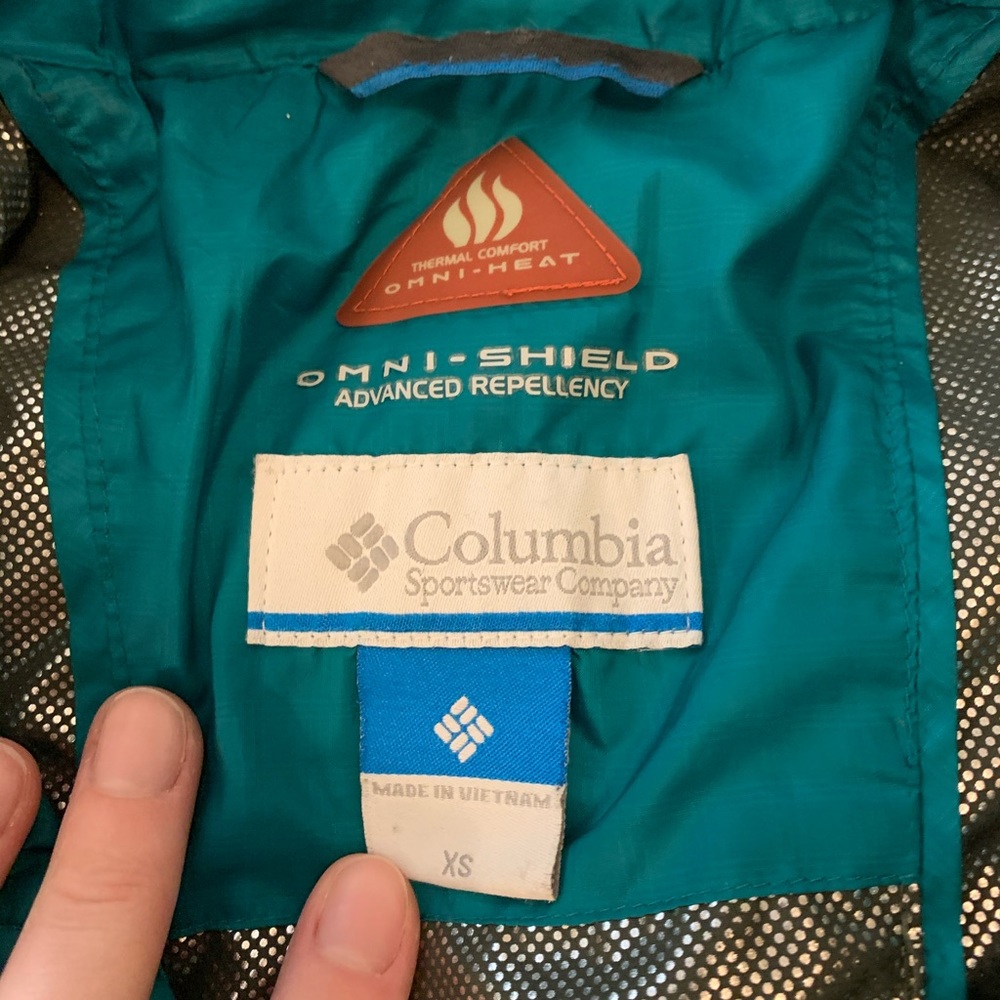 THERMAL COMFORT
OMNI-HEAT
OMNI-SHIELD
ADVANCED REPELLENCY
Columbia
Sportswear Company
MADE IN VIETNAM
XS